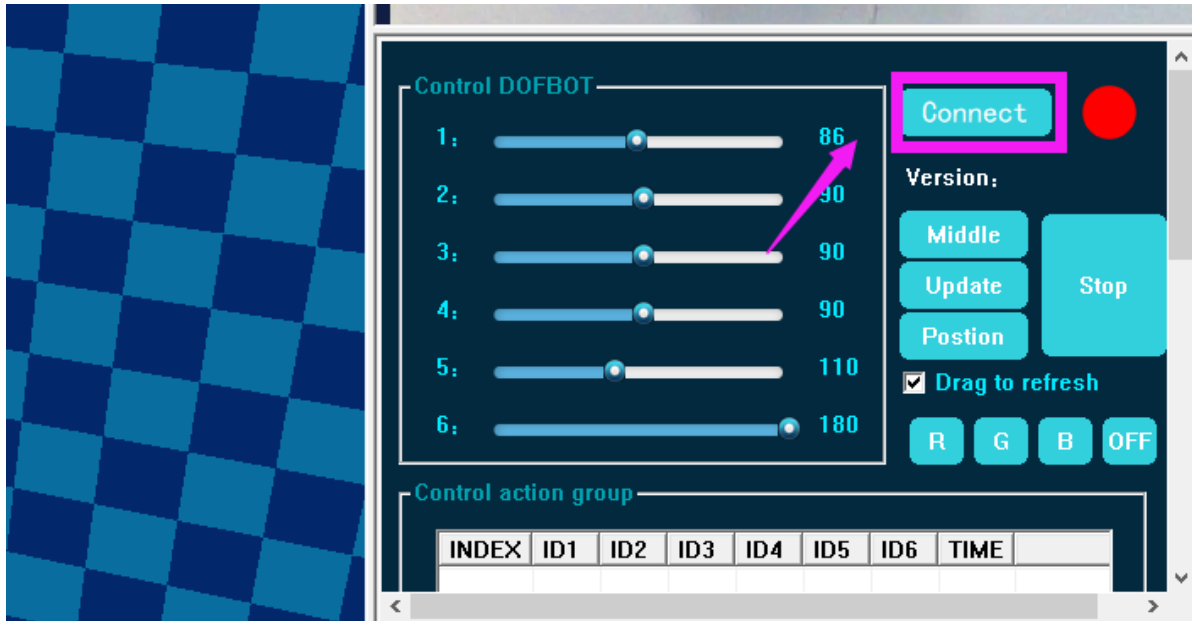 Control DOFBOT
Connect
1: 86
2: 90
3: 90
4: 90
5: 110
6: 180
Version:
Middle
Update
Postion
Stop
Drag to refresh
R G B OFF
Control action group
INDEX ID1 ID2 ID3 ID4 ID5 ID6 TIME